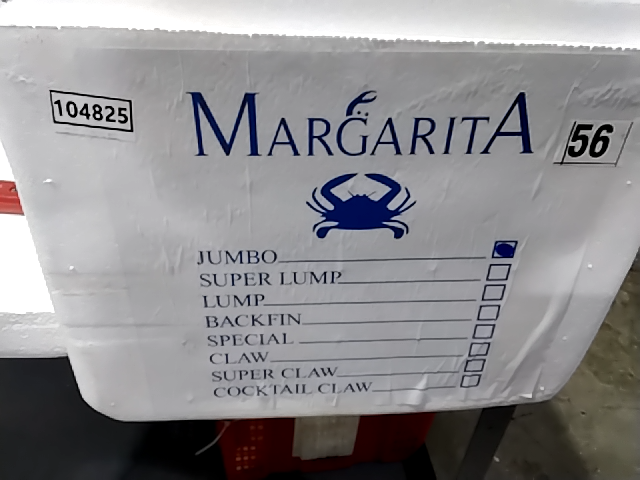 104825
MARGARITA
56
JUMBO
SUPER LUMP
LUMP
BACKFIN
SPECIAL
CLAW
SUPER CLAW
COCKTAIL CLAW